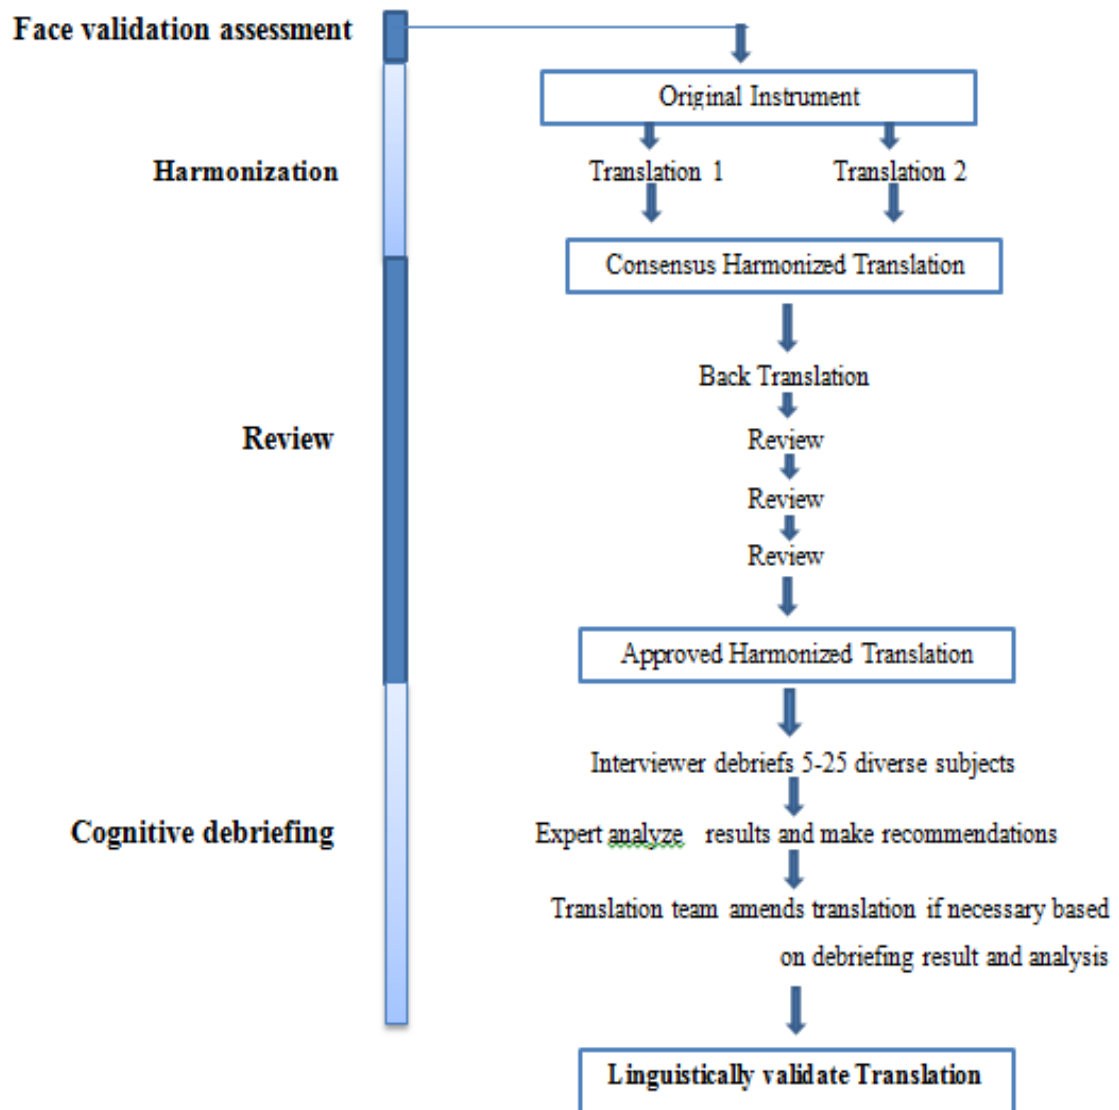 Face validation assessment
Original Instrument
Harmonization
Translation 1
Translation 2
Consensus Harmonized Translation
Back Translation
Review
Review
Review
Review
Approved Harmonized Translation
Interviewer debriefs 5-25 diverse subjects
Cognitive debriefing
Expert analyze results and make recommendations
Translation team amends translation if necessary based
on debriefing result and analysis
Linguistically validate Translation